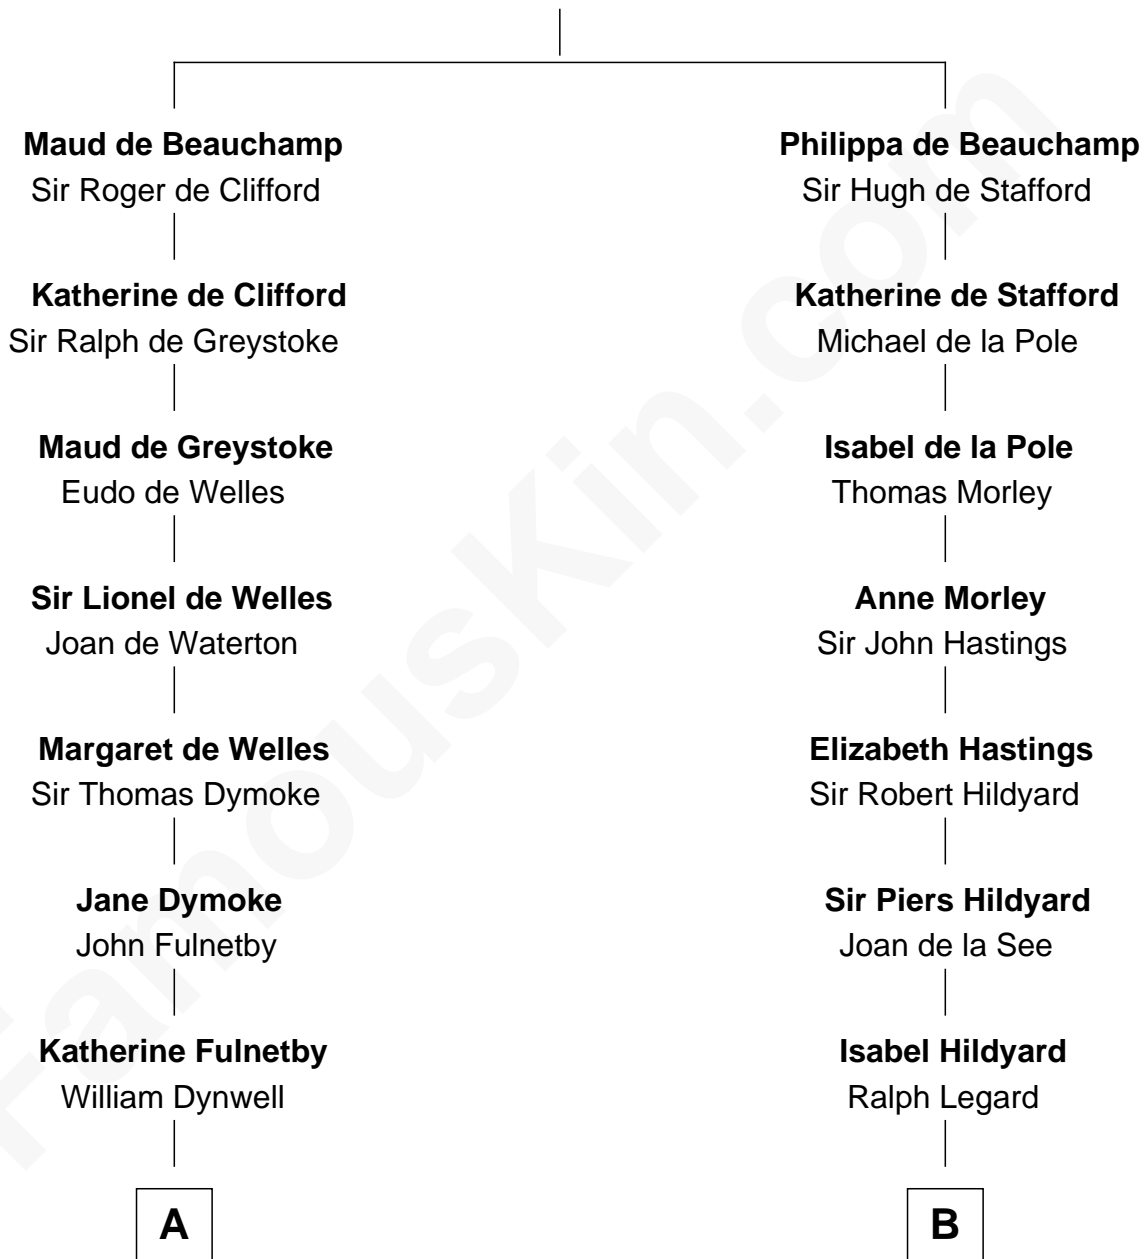 Maud de Beauchamp
Sir Roger de Clifford
Katherine de Clifford
Sir Ralph de Greystoke
Maud de Greystoke
Eudo de Welles
Sir Lionel de Welles
Joan de Waterton
Margaret de Welles
Sir Thomas Dymoke
Jane Dymoke
John Fulnetby
Katherine Fulnetby
William Dynwell
A
Philippa de Beauchamp
Sir Hugh de Stafford
Katherine de Stafford
Michael de la Pole
Isabel de la Pole
Thomas Morley
Anne Morley
Sir John Hastings
Elizabeth Hastings
Sir Robert Hildyard
Sir Piers Hildyard
Joan de la See
Isabel Hildyard
Ralph Legard
B
FamousKin.com